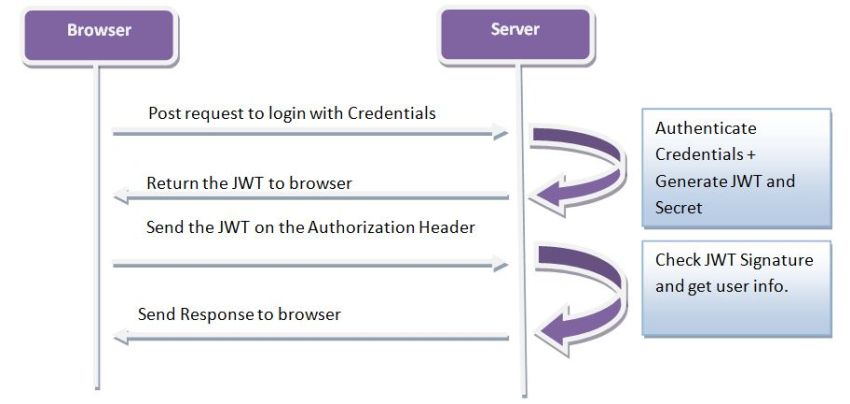 Browser
Server
Post request to login with Credentials
Authenticate
Credentials +
Generate JWT and
Secret
Return the JWT to browser
Send the JWT on the Authorization Header
Check JWT Signature
and get user info.
Send Response to browser